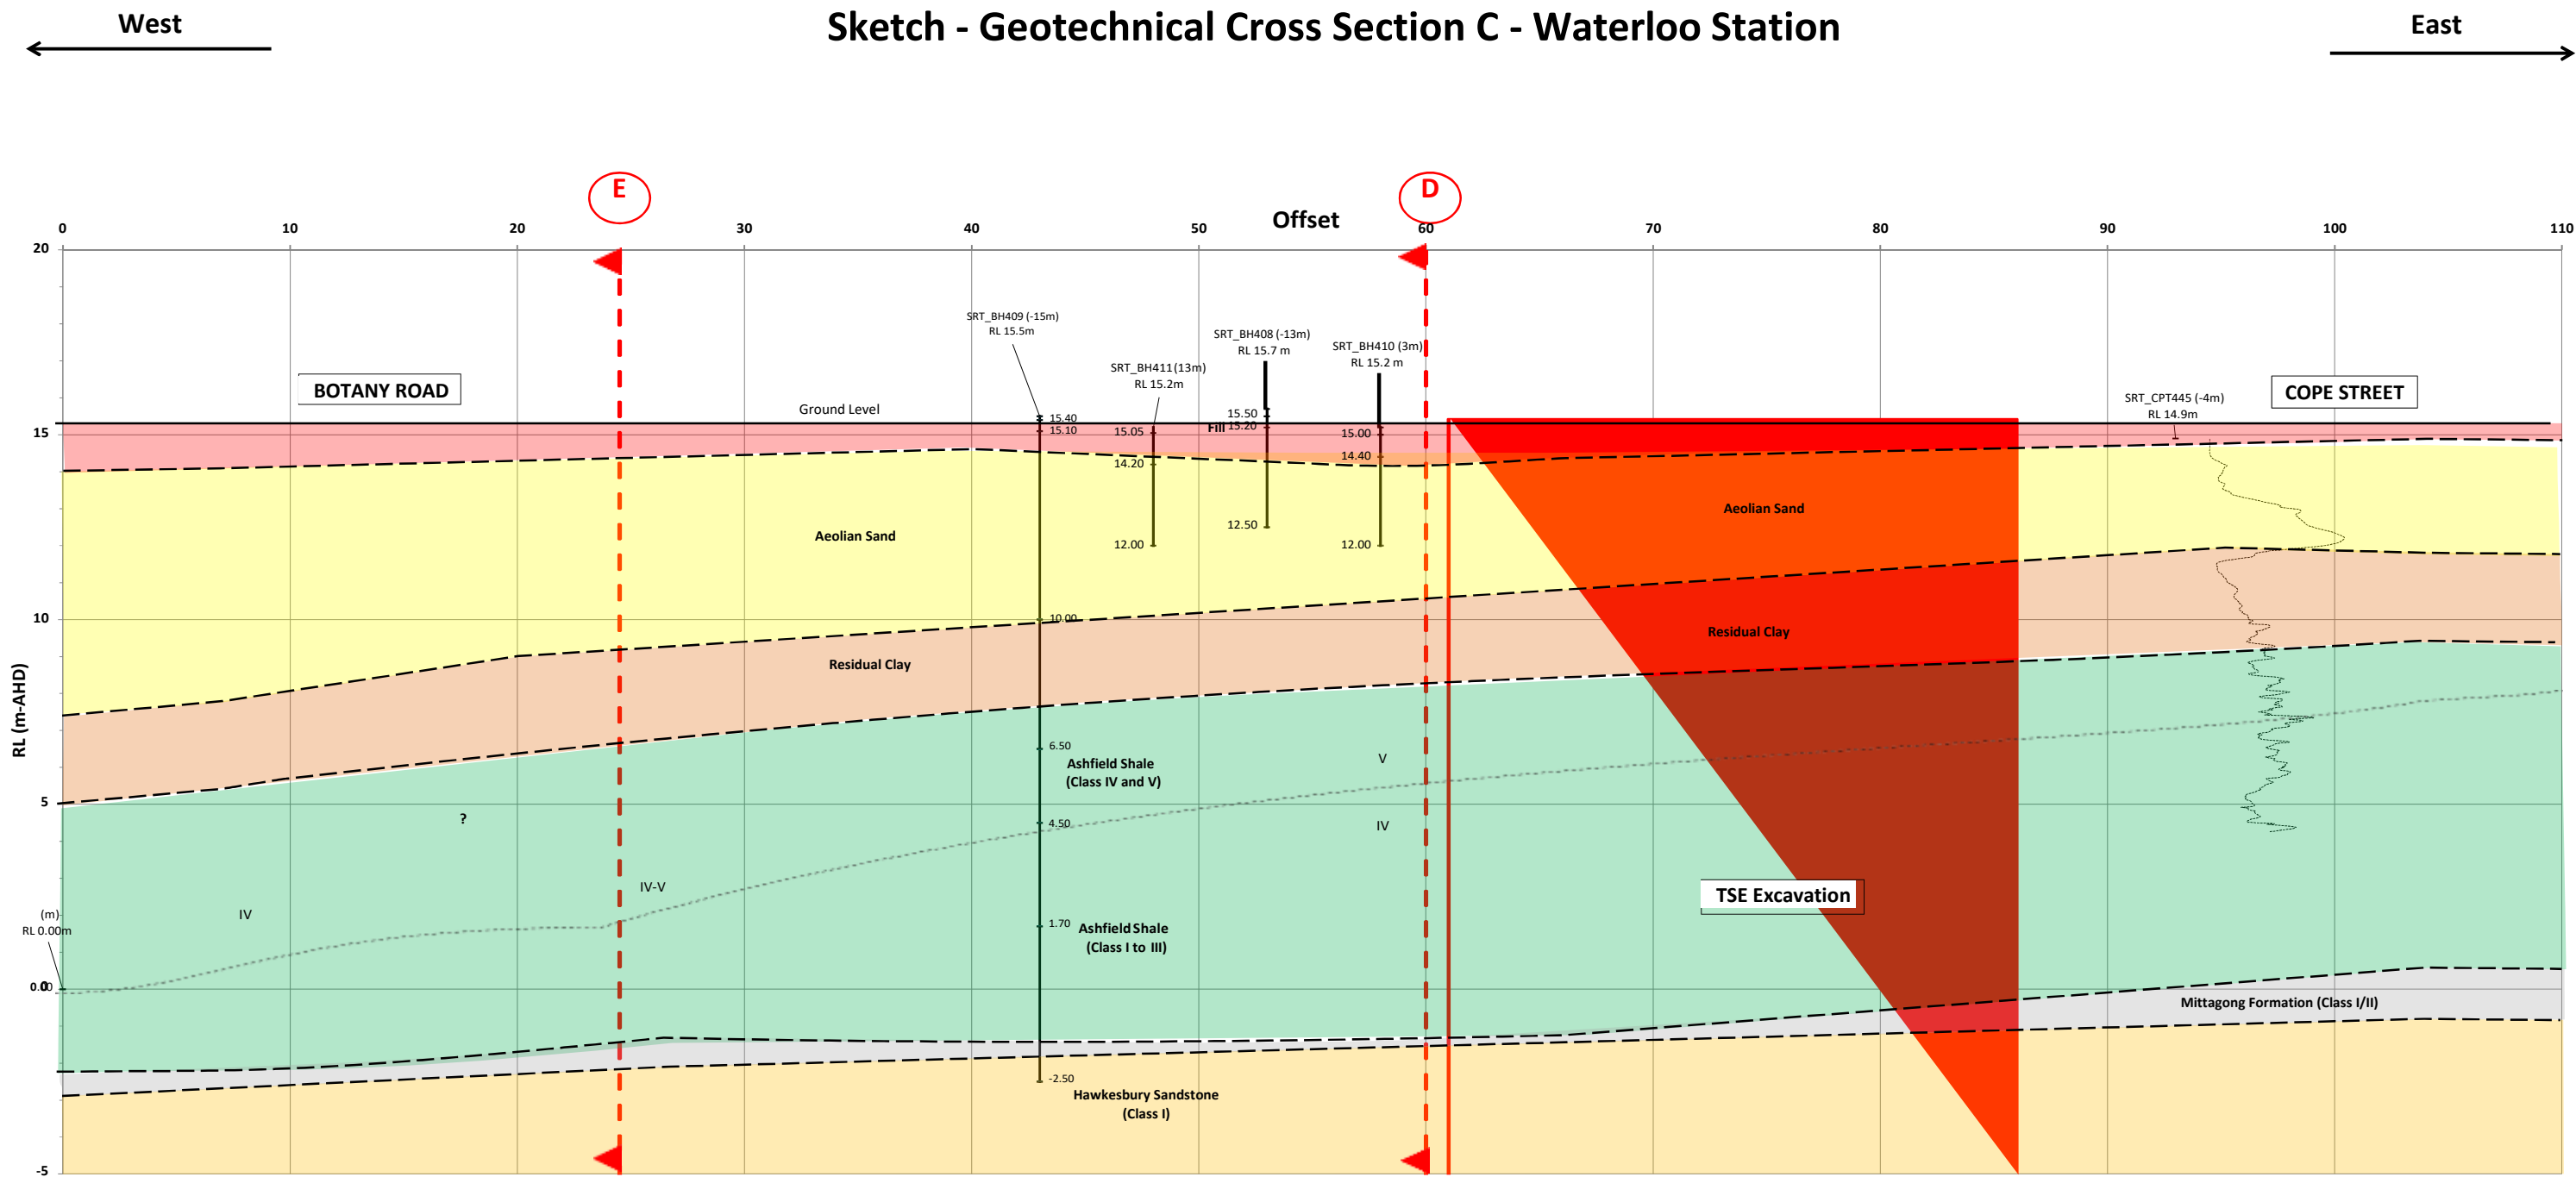 Sketch - Geotechnical Cross Section C - Waterloo Station
West
East
E
D
Offset
0 10 20 30 40 50 60 70 80 90 100 110
20
SRT_BH409 (-15m)
RL 15.5m
SRT_BH408 (-13m)
RL 15.7 m
SRT_BH410 (3m)
RL 15.2 m
SRT_BH411 (13m)
RL 15.2m
BOTANY ROAD
COPE STREET
SRT_CPT445 (-4m)
RL 14.9m
Ground Level
15.40
15.10
15.05
14.20
12.00
Fill
15.50
15.20
12.50
15.00
14.40
12.00
15
Aeolian Sand
Aeolian Sand
10
10.00
Residual Clay
Residual Clay
RL (m-AHD)
6.50
Ashfield Shale
(Class IV and V)
V
5
?
4.50
IV
IV-V
TSE Excavation
IV
(m)
RL 0.00m
1.70
Ashfield Shale
(Class I to III)
0.00
0
Mittagong Formation (Class I/II)
-2.50
Hawkesbury Sandstone
(Class I)
-5